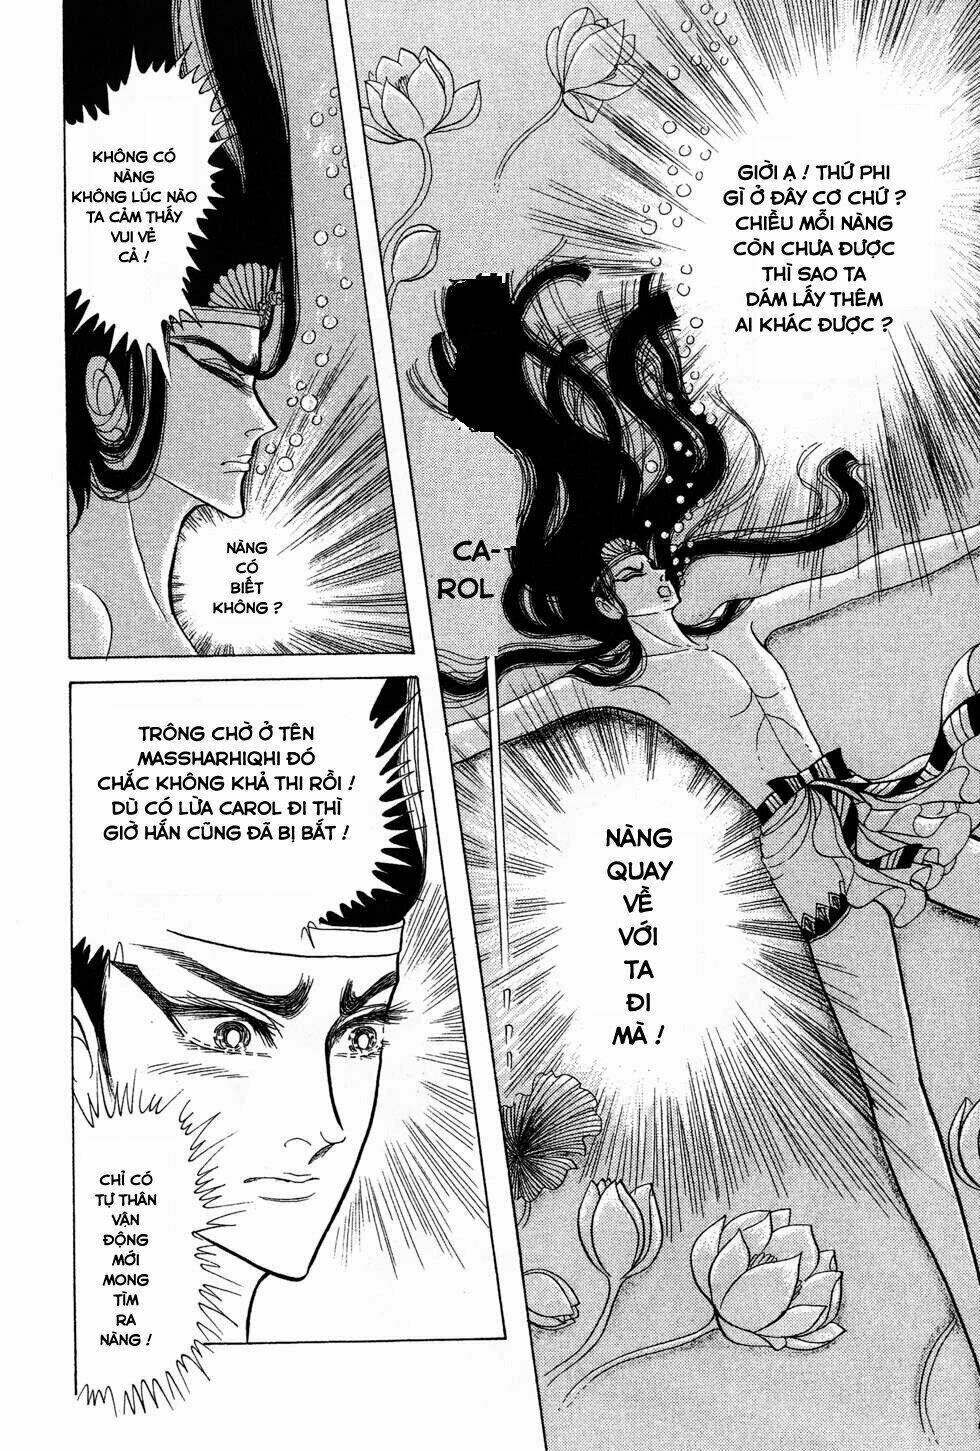 GIỜI Ạ! THỨ PHI
GÌ Ở ĐÂY CƠ CHỨ?
CHIỀU MỖI NÀNG
CÒN CHƯA ĐƯỢC
THÌ SAO TA
DÁM LẤY THÊM
AI KHÁC ĐƯỢC?
CA-
ROL
NÀNG
QUAY
VỀ
VỚI
TA
ĐI
MÀ!
KHÔNG CÓ
NÀNG
KHÔNG LÚC NÀO
TA CẢM THẤY
VUI VẺ
CẢ!
NÀNG
CÓ
BIẾT
KHÔNG?
TRÔNG CHỜ Ở TÊN
MASSHARHIQHI ĐÓ
CHẮC KHÔNG KHẢ THI RỒI!
DÙ CÓ LỪA CAROL ĐI THÌ
GIỜ HẮN CŨNG ĐÃ BỊ BẮT!
CHỈ CÓ
TỰ THÂN
VẬN
ĐỘNG
MỚI
MONG
TÌM
RA
NÀNG!